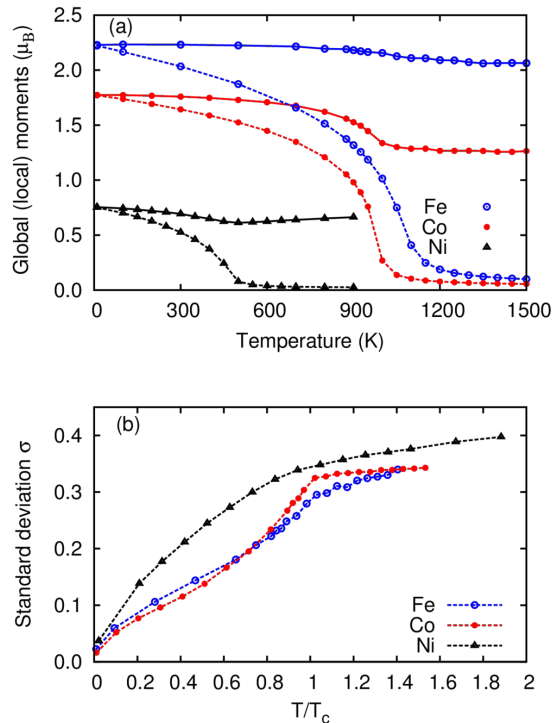 (a)
Global (local) moments (μB)
2.5
2.0
1.5
1.0
0.5
0.0
Fe
Co
Ni
0 300 600 900 1200 1500
Temperature (K)
(b)
Standard deviation σ
0.4
0.3
0.2
0.1
0.0
Fe
Co
Ni
0 0.2 0.4 0.6 0.8 1 1.2 1.4 1.6 1.8 2
T/Tc